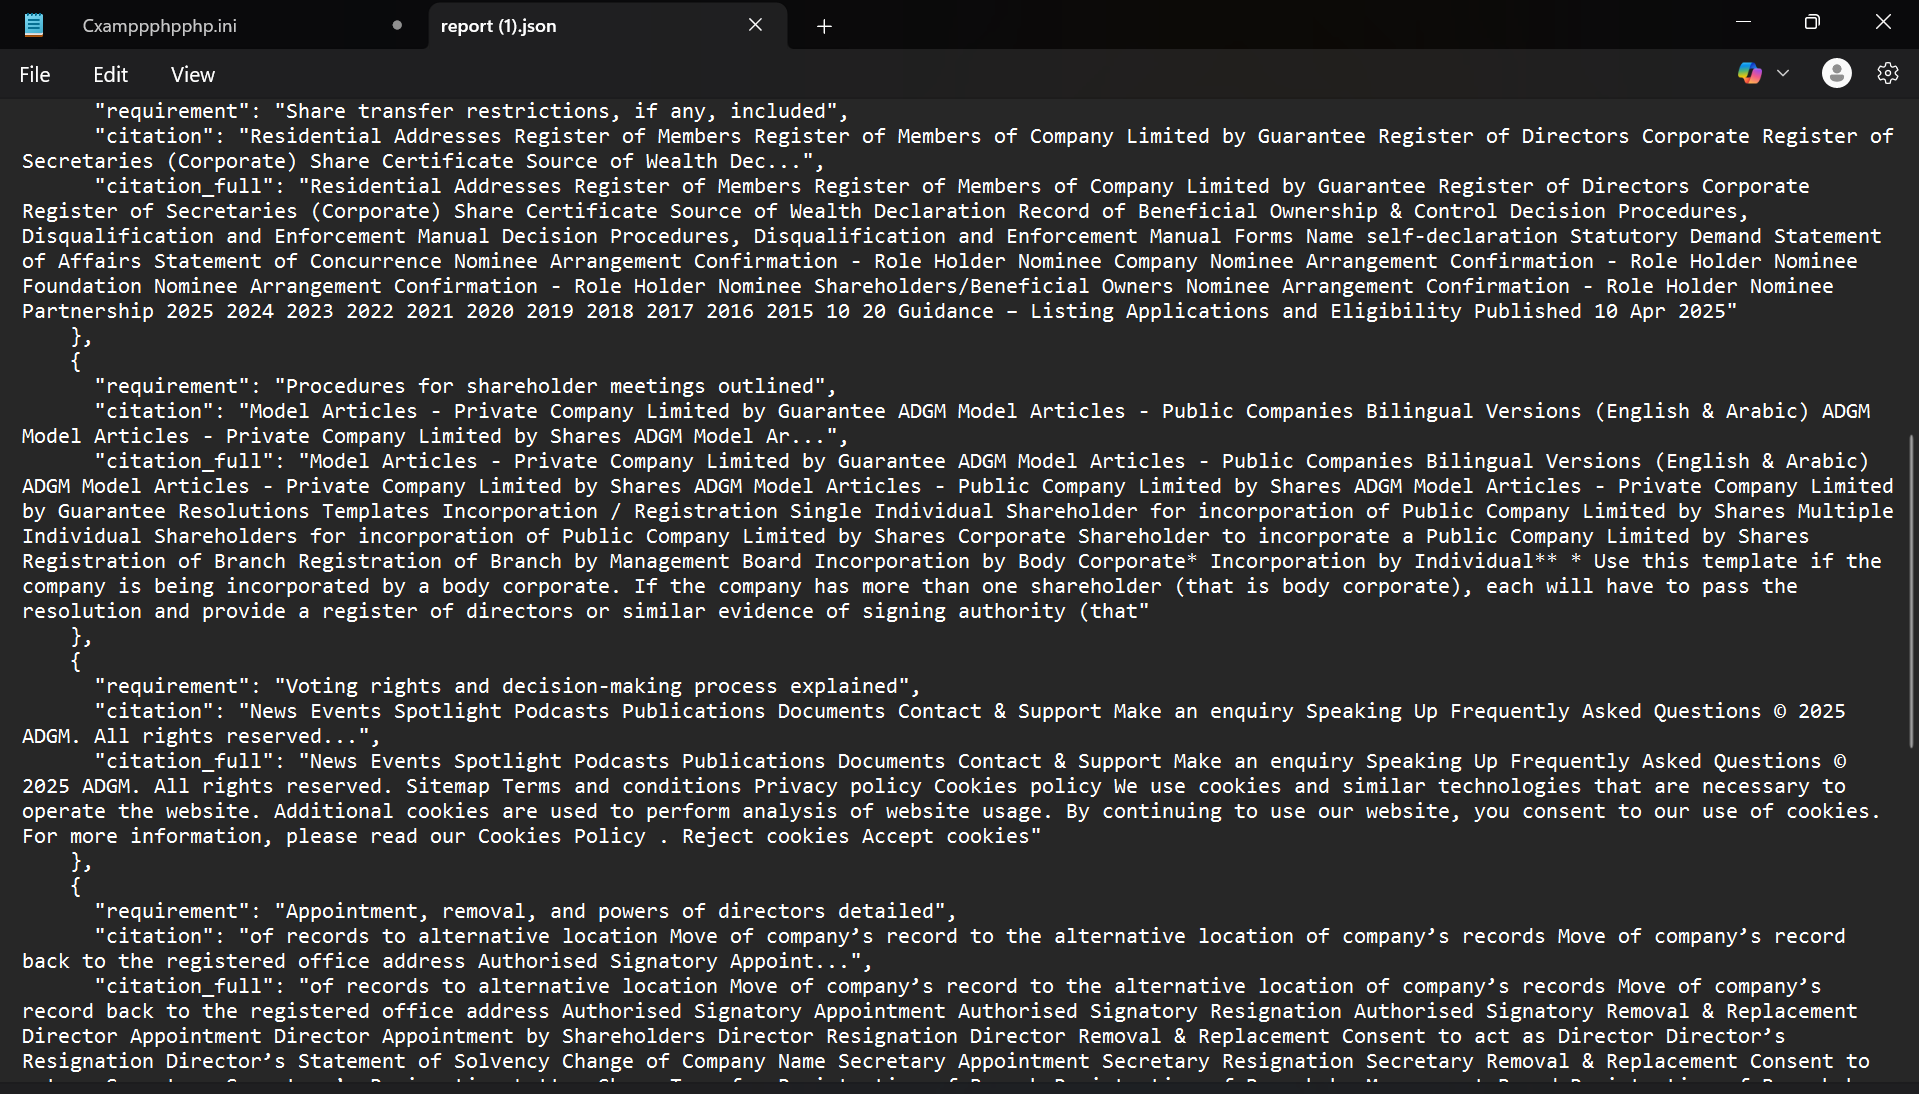 Cxamppphpphp.ini
report (1).json
File Edit View
"requirement": "Share transfer restrictions, if any, included",
"citation": "Residential Addresses Register of Members Register of Members of Company Limited by Guarantee Register of Directors Corporate Register of
Secretaries (Corporate) Share Certificate Source of Wealth Dec...",
"citation_full": "Residential Addresses Register of Members Register of Members of Company Limited by Guarantee Register of Directors Corporate
Register of Secretaries (Corporate) Share Certificate Source of Wealth Declaration Record of Beneficial Ownership & Control Decision Procedures,
Disqualification and Enforcement Manual Decision Procedures, Disqualification and Enforcement Manual Forms Name self-declaration Statutory Demand Statement
of Affairs Statement of Concurrence Nominee Arrangement Confirmation - Role Holder Nominee Company Nominee Arrangement Confirmation - Role Holder Nominee
Foundation Nominee Arrangement Confirmation - Role Holder Nominee Shareholders/Beneficial Owners Nominee Arrangement Confirmation - Role Holder Nominee
Partnership 2025 2024 2023 2022 2021 2020 2019 2018 2017 2016 2015 10 20 Guidance – Listing Applications and Eligibility Published 10 Apr 2025"
},
{
"requirement": "Procedures for shareholder meetings outlined",
"citation": "Model Articles - Private Company Limited by Guarantee ADGM Model Articles - Public Companies Bilingual Versions (English & Arabic) ADGM
Model Articles - Private Company Limited by Shares ADGM Model Ar...",
"citation_full": "Model Articles - Private Company Limited by Guarantee ADGM Model Articles - Public Companies Bilingual Versions (English & Arabic)
ADGM Model Articles - Private Company Limited by Shares ADGM Model Articles - Public Company Limited by Shares ADGM Model Articles - Private Company Limited
by Guarantee Resolutions Templates Incorporation / Registration Single Individual Shareholder for incorporation of Public Company Limited by Shares Multiple
Individual Shareholders for incorporation of Public Company Limited by Shares Corporate Shareholder to incorporate a Public Company Limited by Shares
Registration of Branch Registration of Branch by Management Board Incorporation by Body Corporate* Incorporation by Individual** * Use this template if the
company is being incorporated by a body corporate. If the company has more than one shareholder (that is body corporate), each will have to pass the
resolution and provide a register of directors or similar evidence of signing authority (that"
},
{
"requirement": "Voting rights and decision-making process explained",
"citation": "News Events Spotlight Podcasts Publications Documents Contact & Support Make an enquiry Speaking Up Frequently Asked Questions © 2025
ADGM. All rights reserved...",
"citation_full": "News Events Spotlight Podcasts Publications Documents Contact & Support Make an enquiry Speaking Up Frequently Asked Questions ©
2025 ADGM. All rights reserved. Sitemap Terms and conditions Privacy policy Cookies policy We use cookies and similar technologies that are necessary to
operate the website. Additional cookies are used to perform analysis of website usage. By continuing to use our website, you consent to our use of cookies.
For more information, please read our Cookies Policy . Reject cookies Accept cookies"
},
{
"requirement": "Appointment, removal, and powers of directors detailed",
"citation": "of records to alternative location Move of company’s record to the alternative location of company’s records Move of company’s record
back to the registered office address Authorised Signatory Appoint...",
"citation_full": "of records to alternative location Move of company’s record to the alternative location of company’s records Move of company’s
record back to the registered office address Authorised Signatory Appointment Authorised Signatory Resignation Authorised Signatory Removal & Replacement
Director Appointment Director Appointment by Shareholders Director Resignation Director Removal & Replacement Consent to act as Director Director’s
Resignation Director’s Statement of Solvency Change of Company Name Secretary Appointment Secretary Resignation Secretary Removal & Replacement Consent to